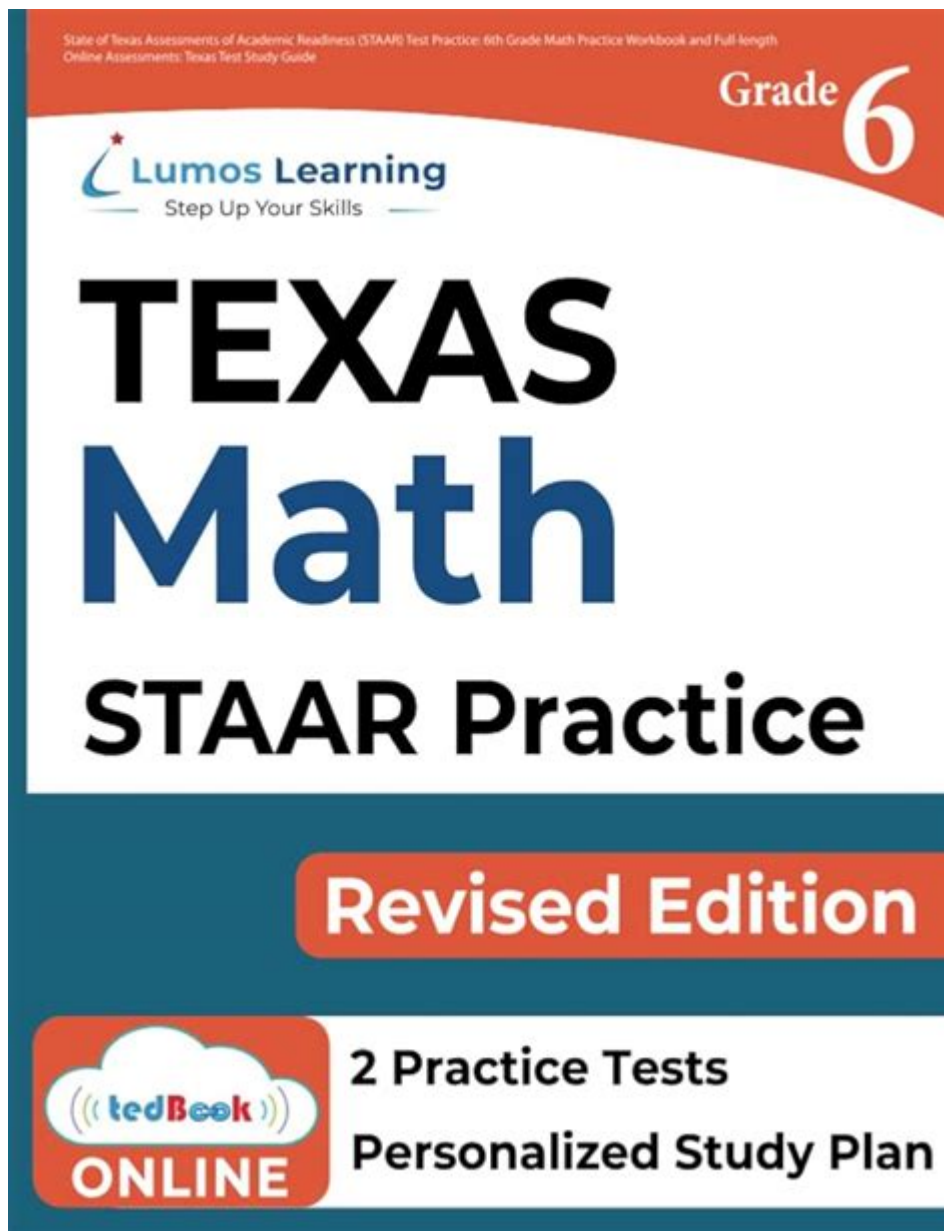 State of Texas Assessments of Academic Readiness (STAAR) Test Practice: 6th Grade Math Practice Workbook and Full-length
Online Assessments: Texas Test Study Guide
Grade 6
Lumos Learning
Step Up Your Skills
TEXAS
Math
STAAR Practice
Revised Edition
((( tedBook )))
ONLINE
2 Practice Tests
Personalized Study Plan